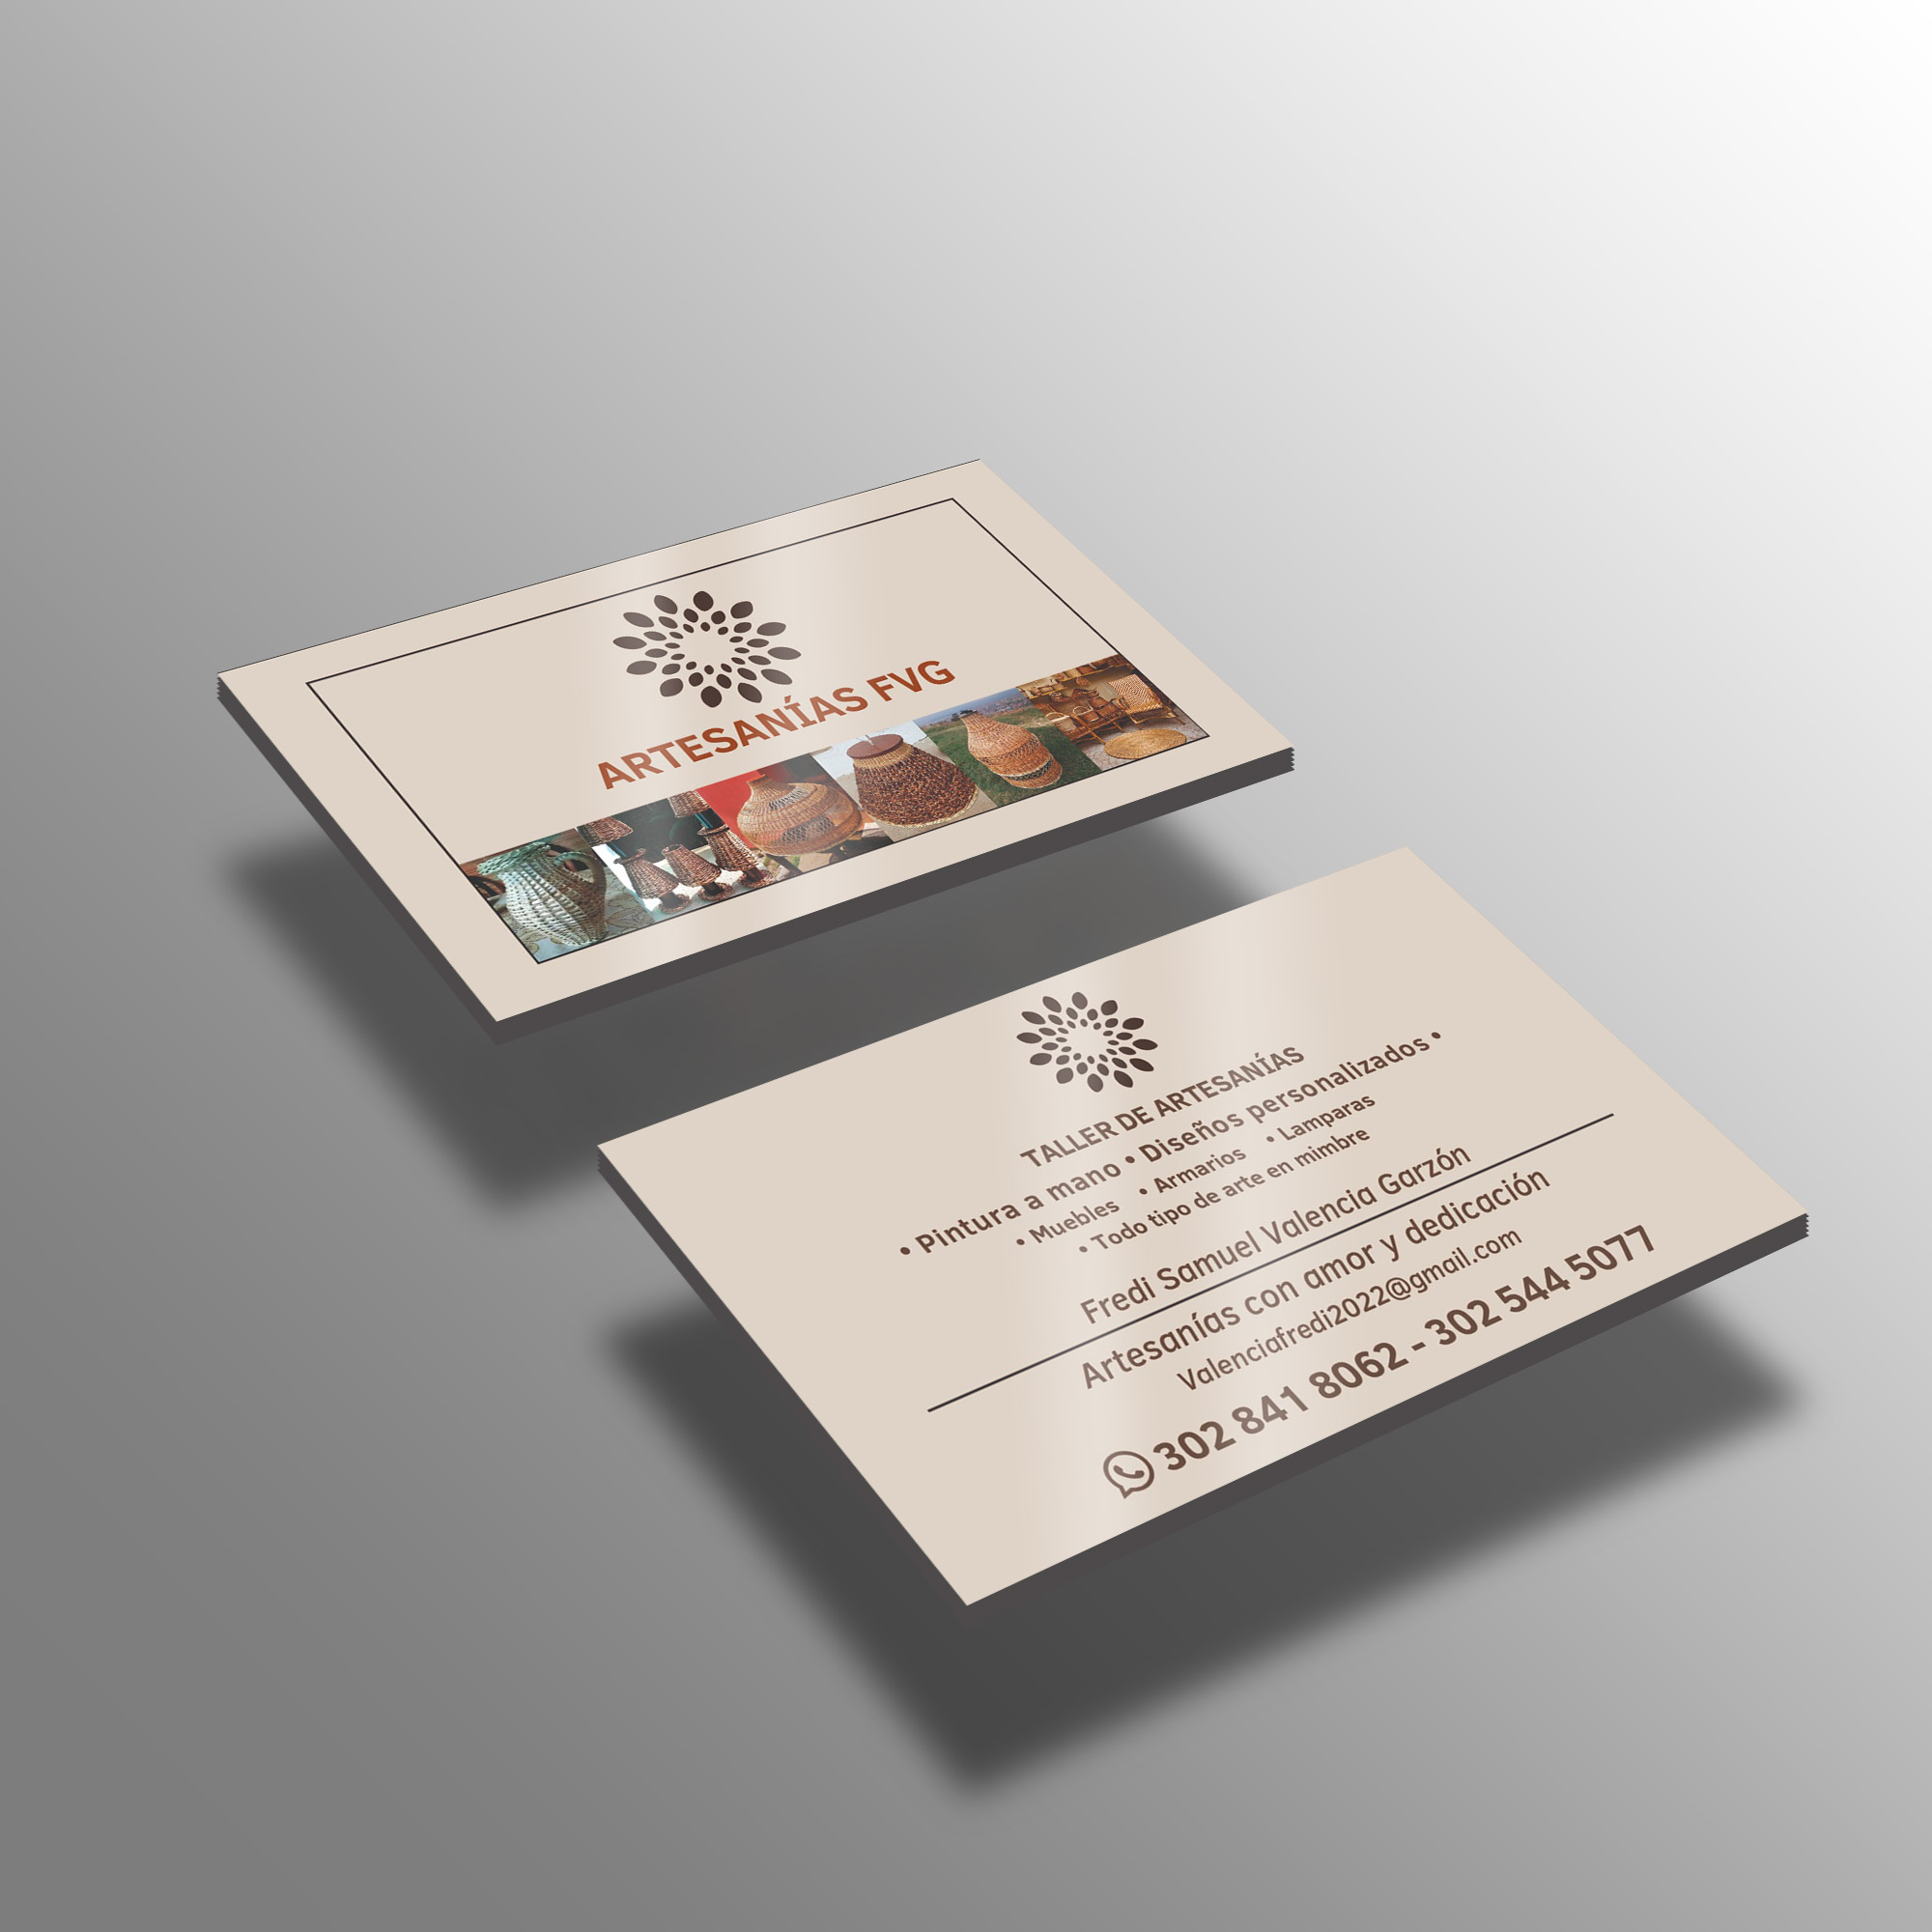 ARTESANÍAS FVG
TALLER DE ARTESANÍAS
• Pintura a mano • Diseños personalizados •
• Muebles • Armarios • Lamparas
• Todo tipo de arte en mimbre
Fredi Samuel Valencia Garzón
Artesanías con amor y dedicación
Valenciafredi2022@gmail.com
302 841 8062 - 302 544 5077